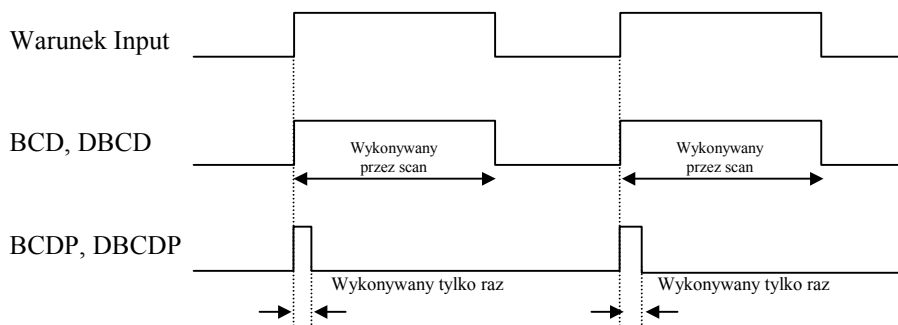 Warunek Input
BCD, DBCD
Wykonywany
przez scan
Wykonywany
przez scan
BCDP, DBCDP
Wykonywany tylko raz
Wykonywany tylko raz